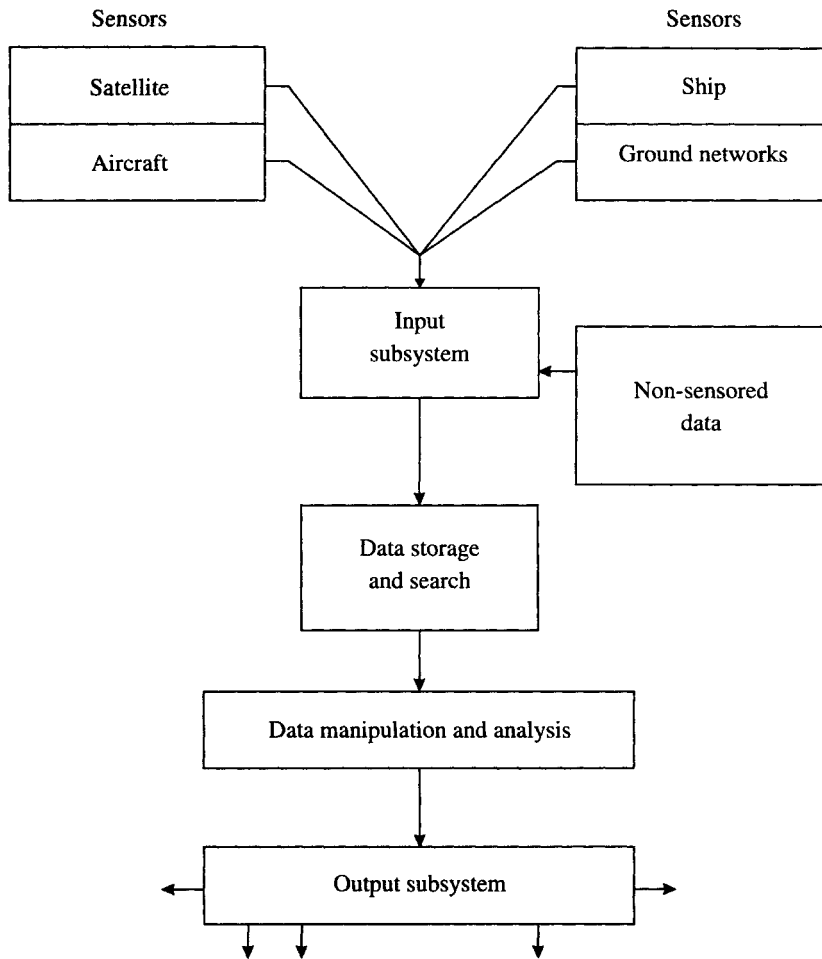 Sensors
Sensors
Satellite
Ship
Aircraft
Ground networks
Input
subsystem
Non-sensored
data
Data storage
and search
Data manipulation and analysis
Output subsystem